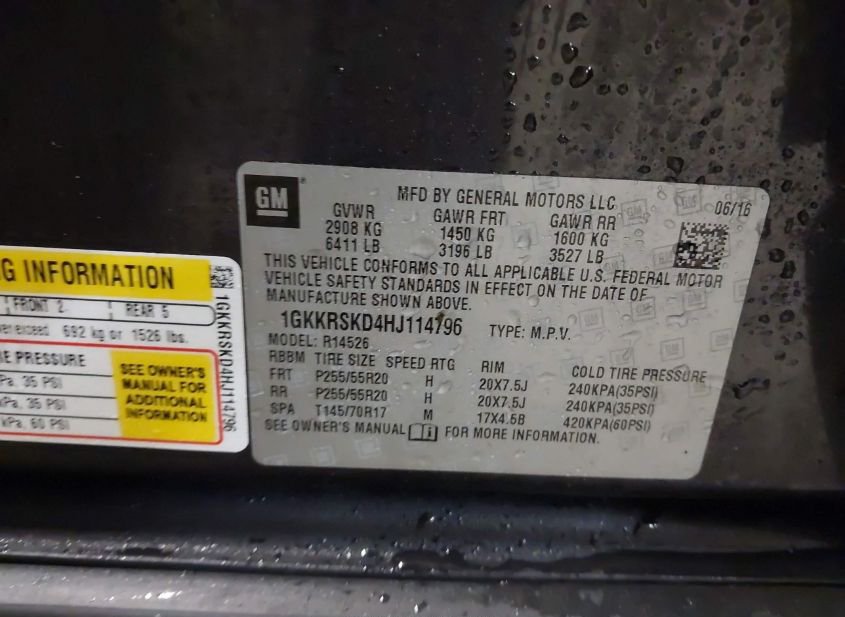 GM
MFD BY GENERAL MOTORS LLC
06/16
GVWR GAWR FRT GAWR RR
2908 KG 1450 KG 1600 KG
6411 LB 3196 LB 3527 LB
THIS VEHICLE CONFORMS TO ALL APPLICABLE U.S. FEDERAL MOTOR
VEHICLE SAFETY STANDARDS IN EFFECT ON THE DATE OF
MANUFACTURE SHOWN ABOVE.
1GKKRSKD4HJ114796 TYPE: M.P.V.
MODEL: R14526
RBBM TIRE SIZE SPEED RTG RIM COLD TIRE PRESSURE
FRT P255/55R20 H 20X7.5J 240KPA(35PSI)
RR P255/55R20 H 20X7.5J 240KPA(35PSI)
SPA T145/70R17 M 17X4.5B 420KPA(60PSI)
SEE OWNER'S MANUAL FOR MORE INFORMATION.
G INFORMATION
FRONT 2 REAR 5
exceed 692 kg or 1526 lbs.
PRESSURE
Pa, 35 PSI
kPa, 35 PSI
kPa, 60 PSI
SEE OWNER'S
MANUAL FOR
ADDITIONAL
INFORMATION
1GKKRSKD4HJ114796